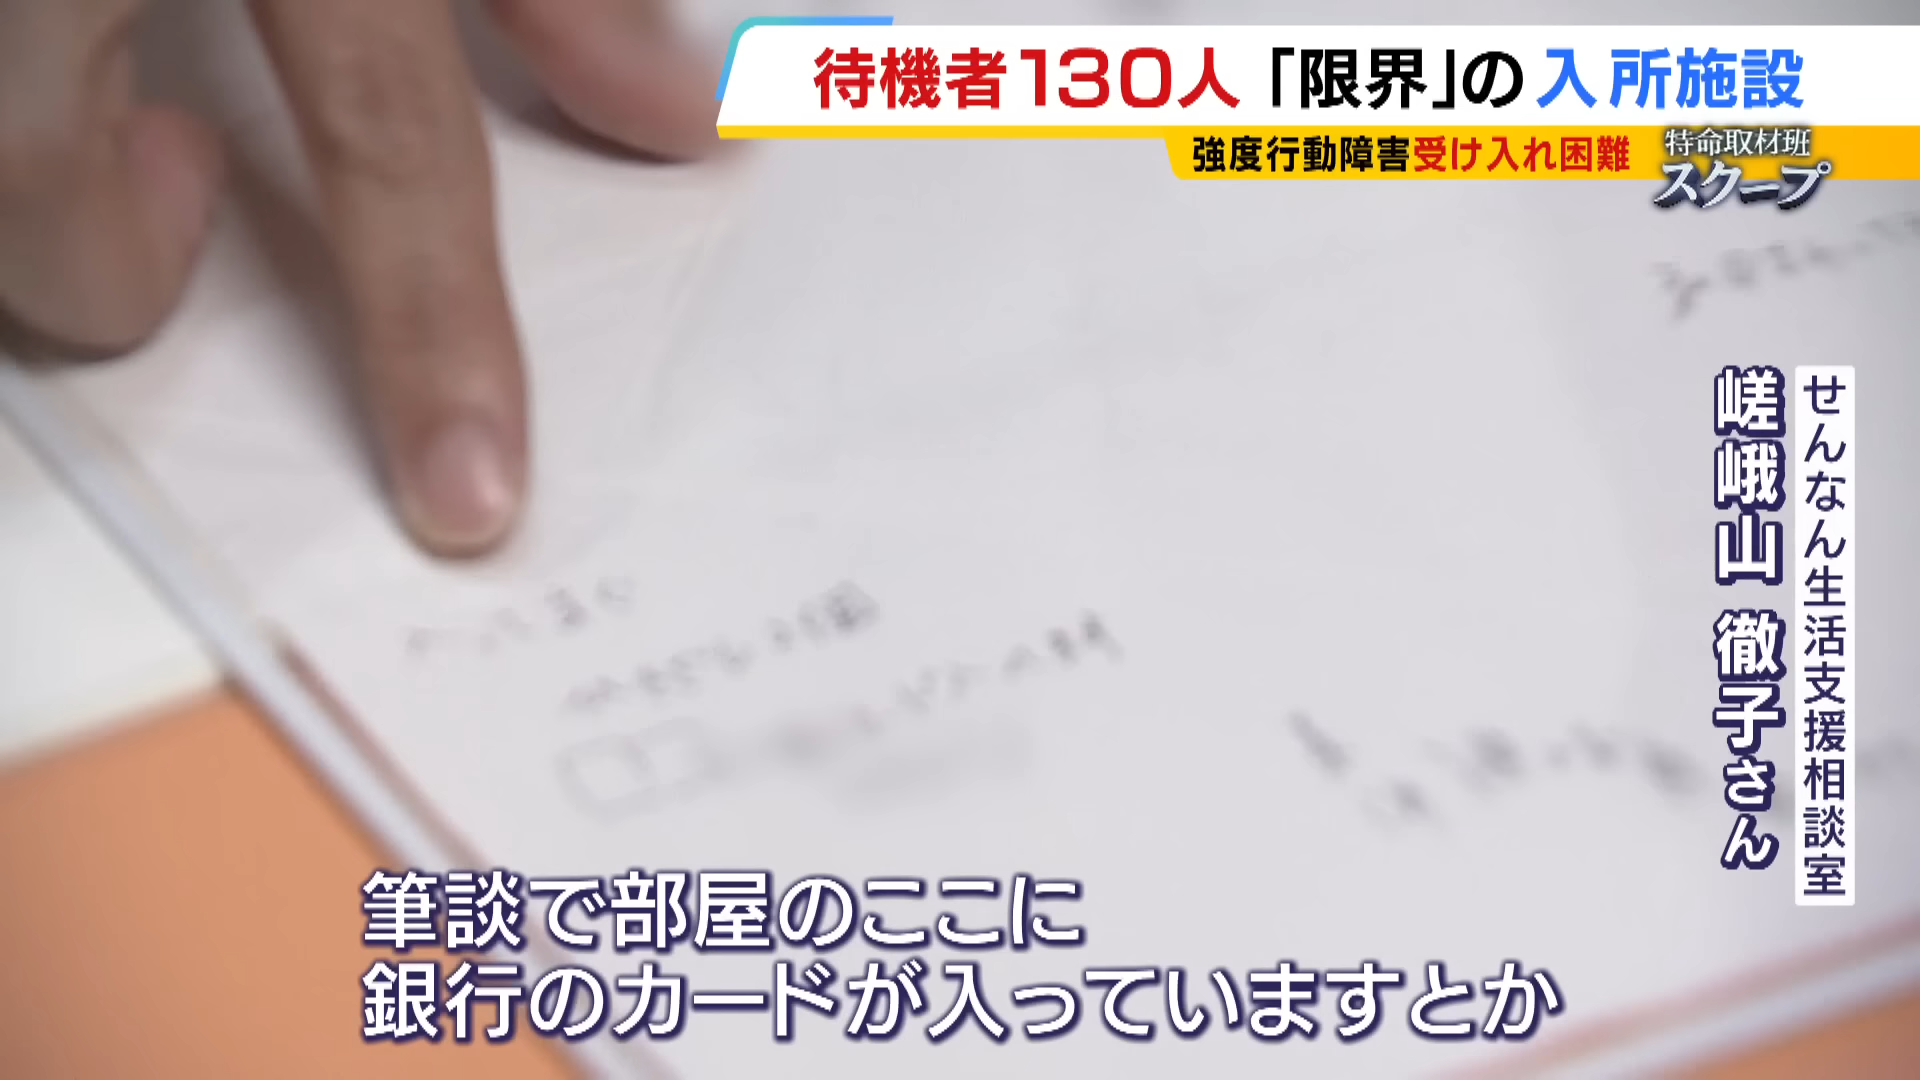 待機者130人「限界」の入所施設
強度行動障害受け入れ困難
特命取材班
スクープ
せんなん生活支援相談室
嵯峨山 徹子さん
筆談で部屋のここに
銀行のカードが入っていますとか